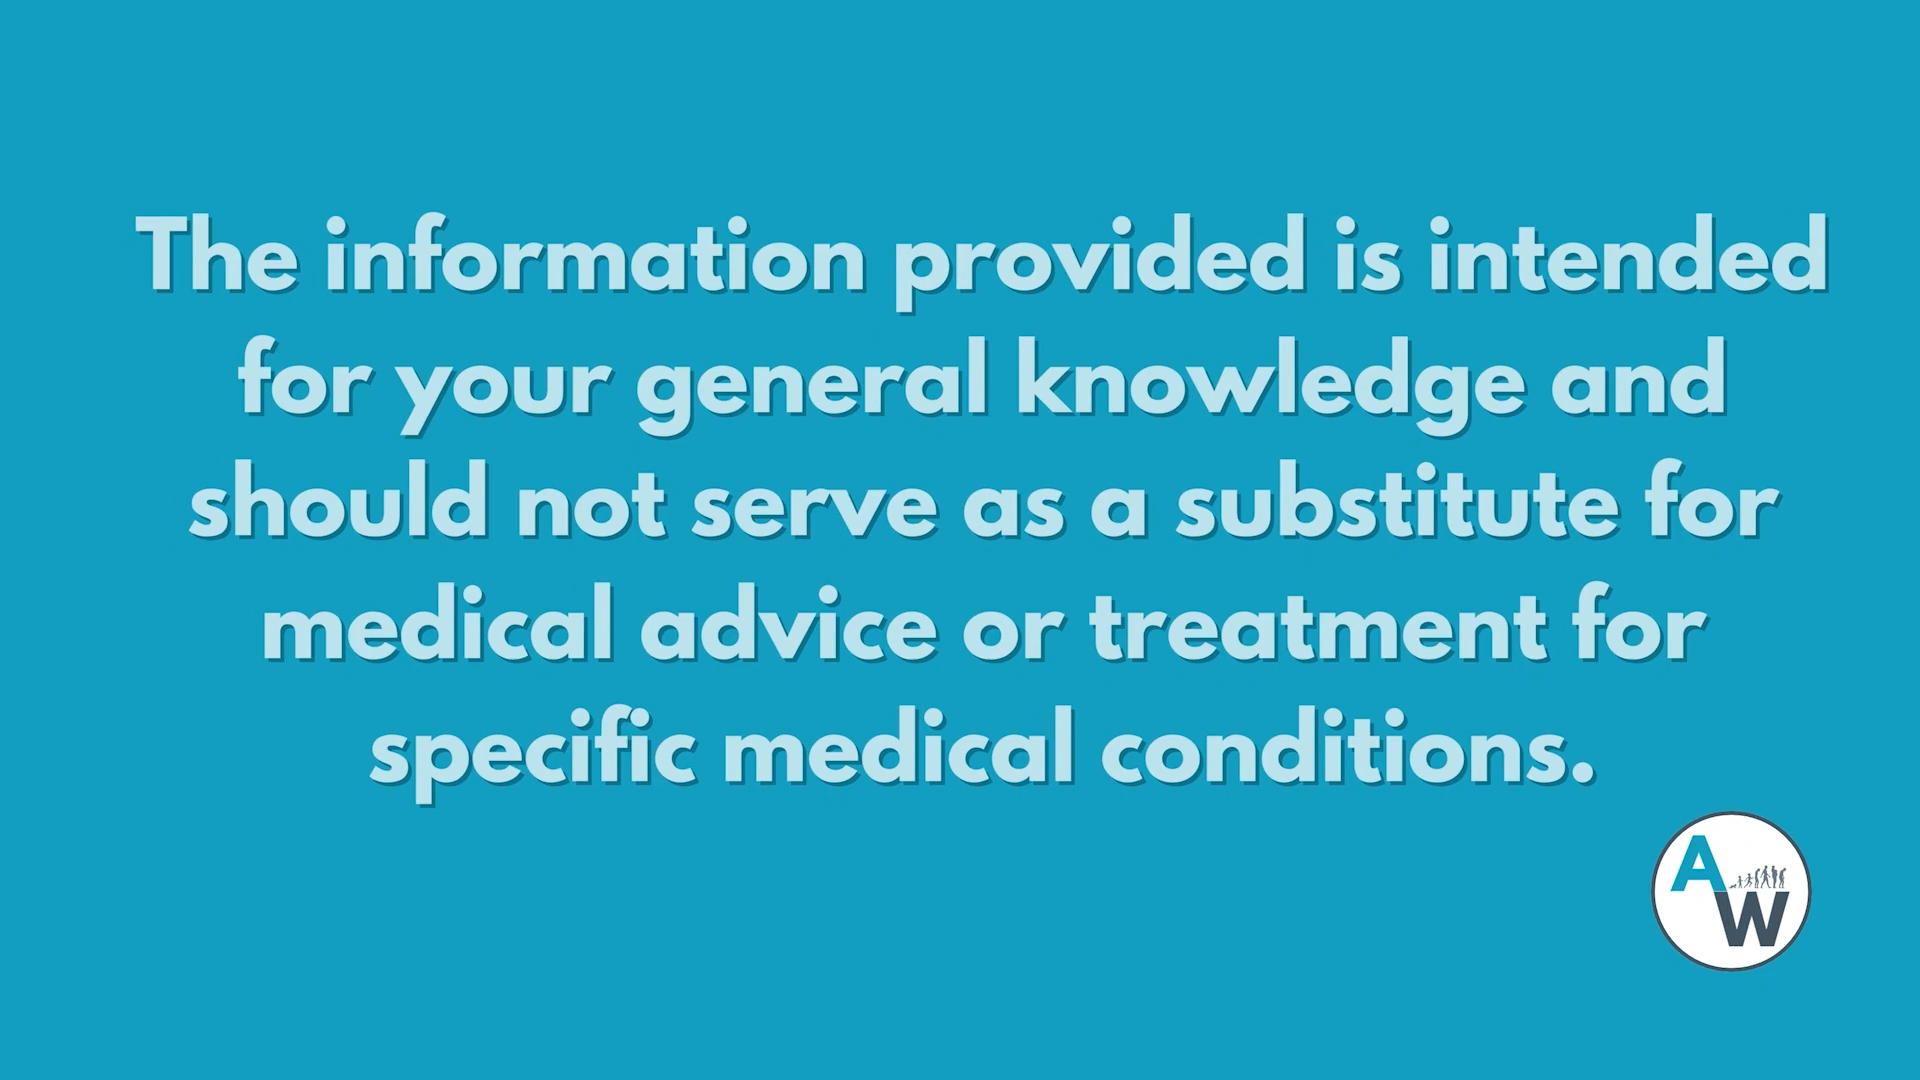 The information provided is intended
for your general knowledge and
should not serve as a substitute for
medical advice or treatment for
specific medical conditions.
A
W